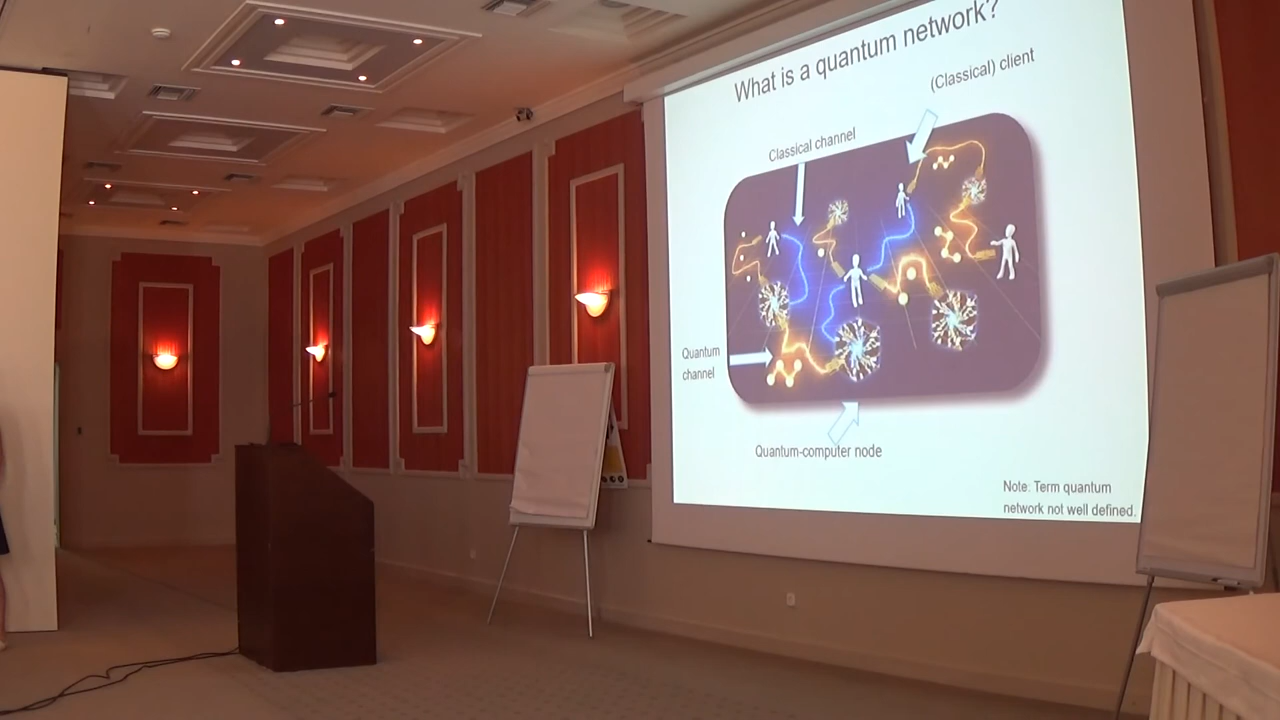 What is a quantum network?
(Classical) client
Classical channel
Quantum
channel
Quantum-computer node
Note: Term quantum
network not well defined.